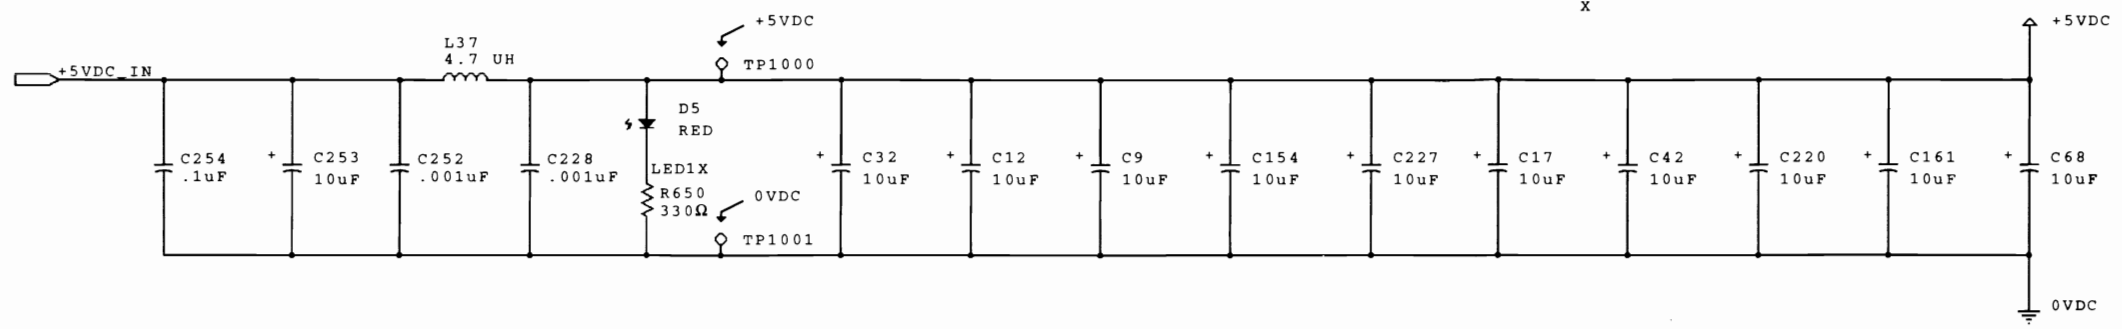 X
+5VDC
+5VDC
L37
4.7 UH
+5VDC_IN
TP1000
D5
RED
C254
.1uF
+
C253
10uF
C252
.001uF
C228
.001uF
LED1X
R650
330Ω
0VDC
TP1001
+
C32
10uF
+
C12
10uF
+
C9
10uF
+
C154
10uF
+
C227
10uF
+
C17
10uF
+
C42
10uF
+
C220
10uF
+
C161
10uF
+
C68
10uF
0VDC